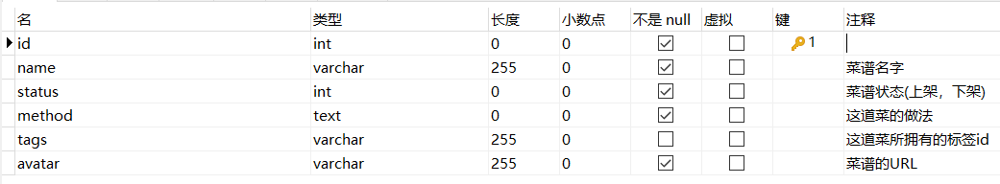 名 类型 长度 小数点 不是 null 虚拟 键 注释
id int 0 0 1
name varchar 255 0 菜谱名字
status int 0 0 菜谱状态(上架，下架)
method text 0 0 这道菜的做法
tags varchar 255 0 这道菜所拥有的标签id
avatar varchar 255 0 菜谱的URL